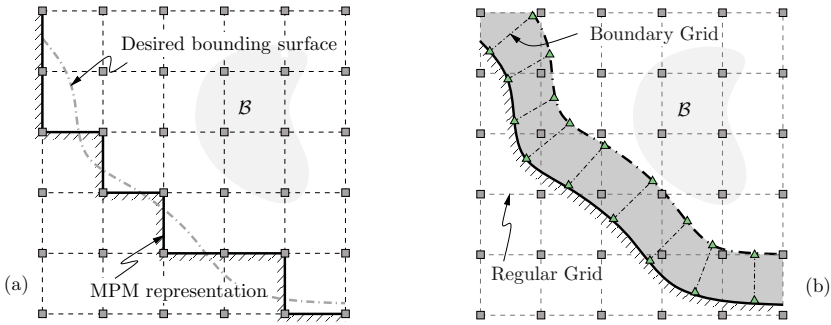 Desired bounding surface
B
MPM representation
(a)
Boundary Grid
B
Regular Grid
(b)